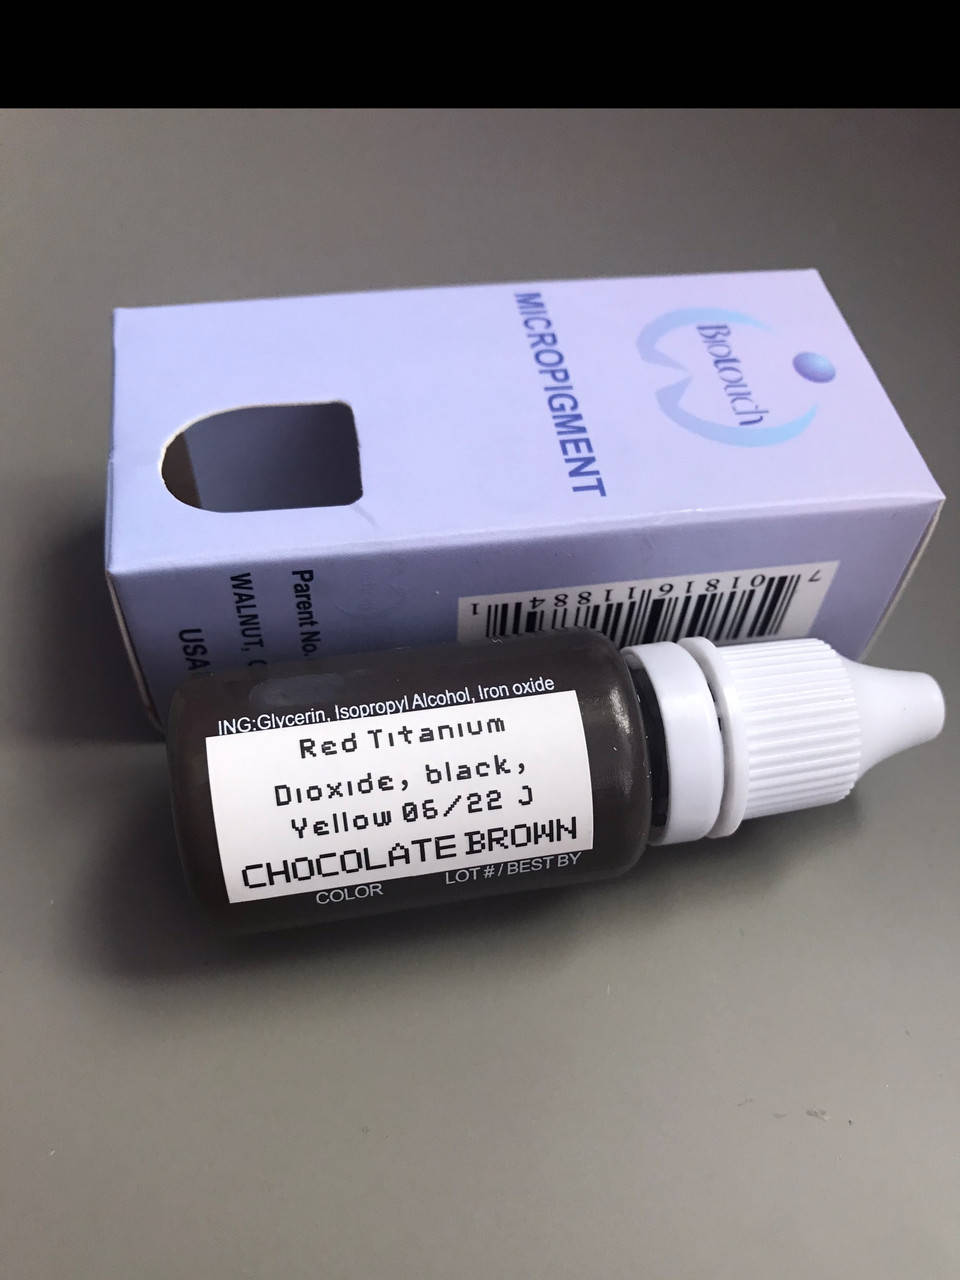 Biotouch
MICROPIGMENT
Parent No.
WALNUT,
USA
7 01816 11884 1
ING:Glycerin, Isopropyl Alcohol, Iron oxide
Red Titanium
Dioxide, black,
Yellow 06/22 J
CHOCOLATE BROWN
COLOR
LOT # / BEST BY